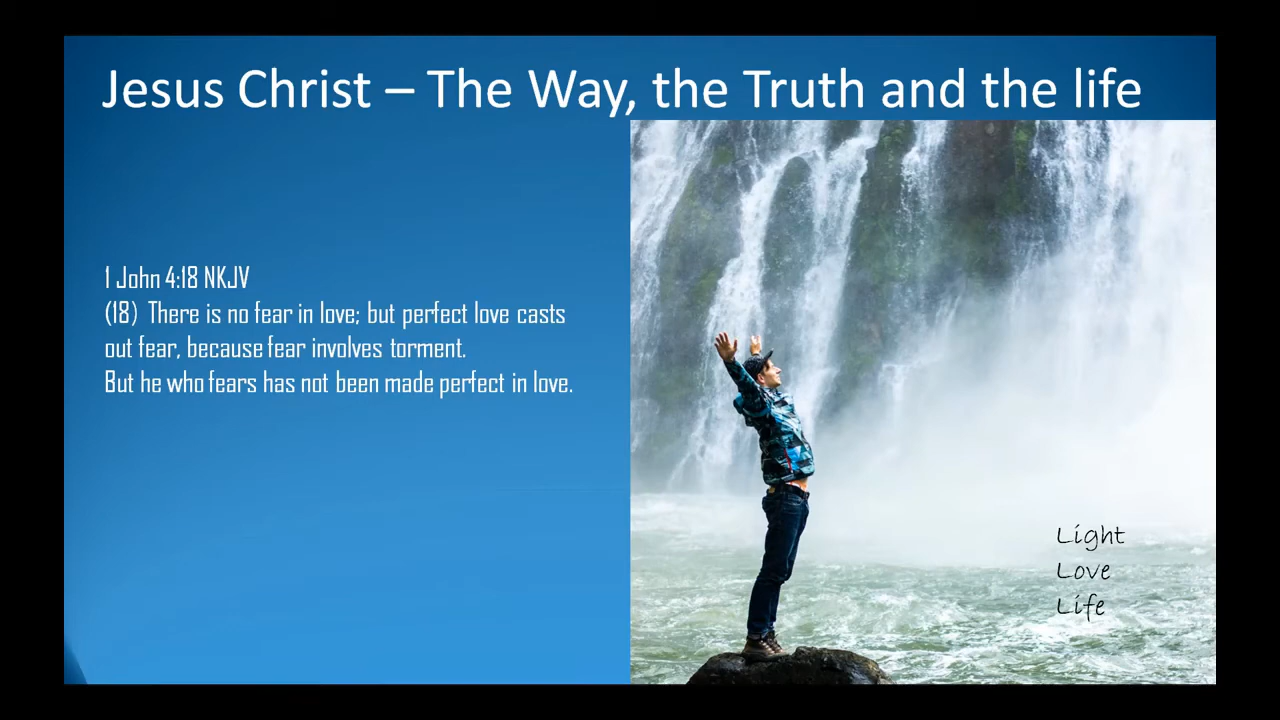 Jesus Christ – The Way, the Truth and the life
1 John 4:18 NKJV
(18) There is no fear in love; but perfect love casts
out fear, because fear involves torment.
But he who fears has not been made perfect in love.
Light
Love
Life